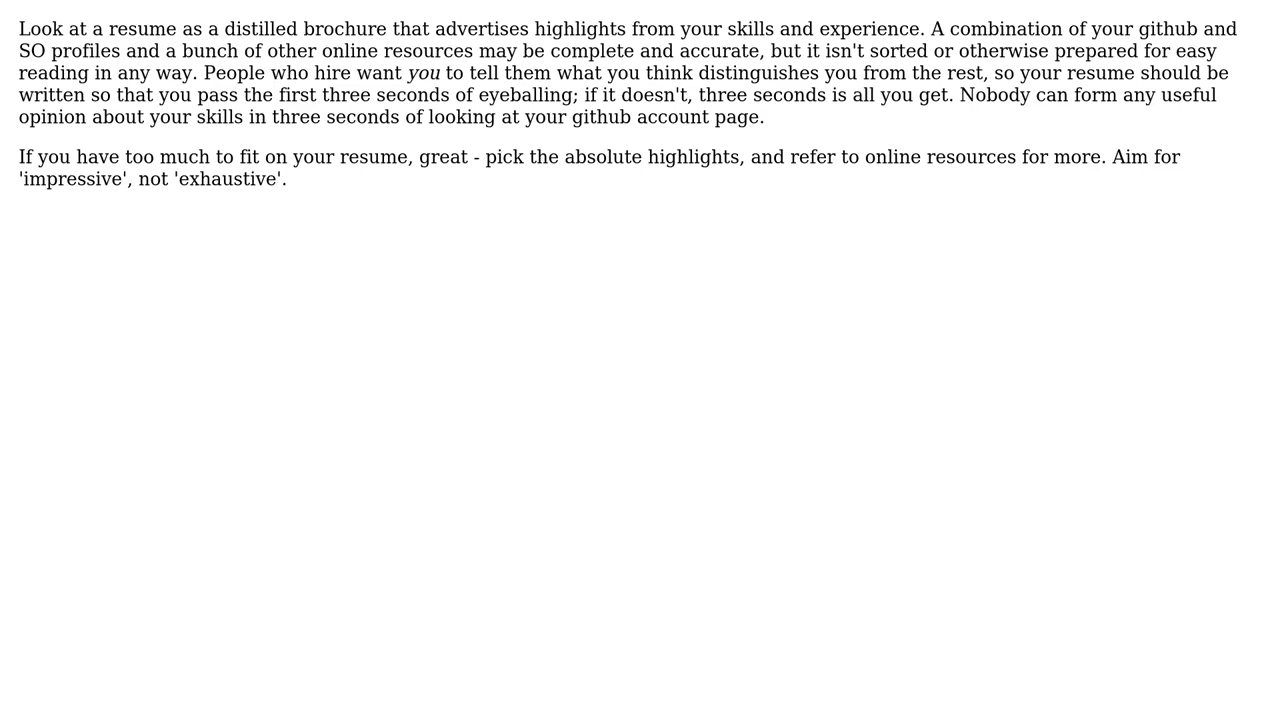 Look at a resume as a distilled brochure that advertises highlights from your skills and experience. A combination of your github and
SO profiles and a bunch of other online resources may be complete and accurate, but it isn't sorted or otherwise prepared for easy
reading in any way. People who hire want you to tell them what you think distinguishes you from the rest, so your resume should be
written so that you pass the first three seconds of eyeballing; if it doesn't, three seconds is all you get. Nobody can form any useful
opinion about your skills in three seconds of looking at your github account page.
If you have too much to fit on your resume, great - pick the absolute highlights, and refer to online resources for more. Aim for
'impressive', not 'exhaustive'.